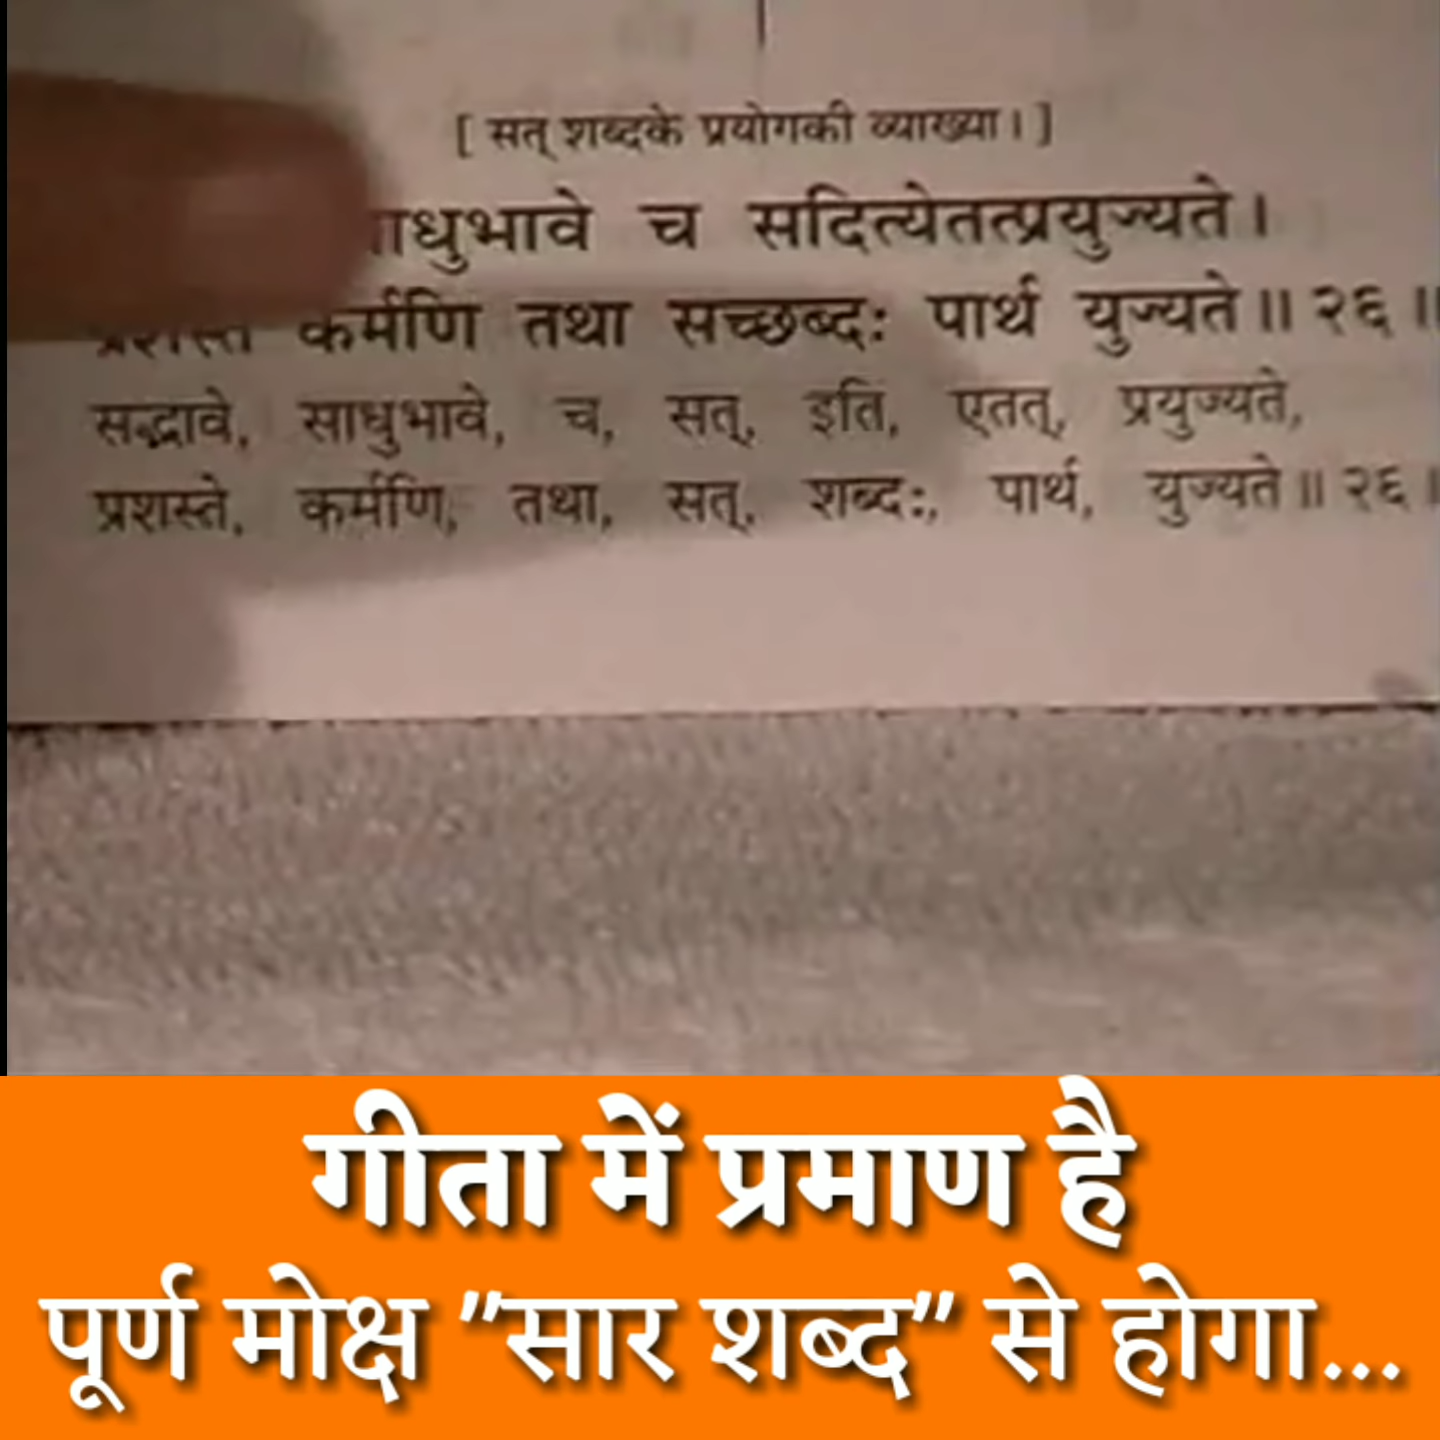 [ सत् शब्दके प्रयोगकी व्याख्या। ]
च सदित्येतत्प्रयुज्यते।
कर्मणि तथा सच्छब्दः पार्थ युज्यते॥२६॥
सद्भावे, साधुभावे, च, सत्, इति, एतत्, प्रयुज्यते,
प्रशस्ते, कर्मणि, तथा, सत्, शब्दः, पार्थ, युज्यते॥२६।
गीता में प्रमाण है
पूर्ण मोक्ष "सार शब्द" से होगा...